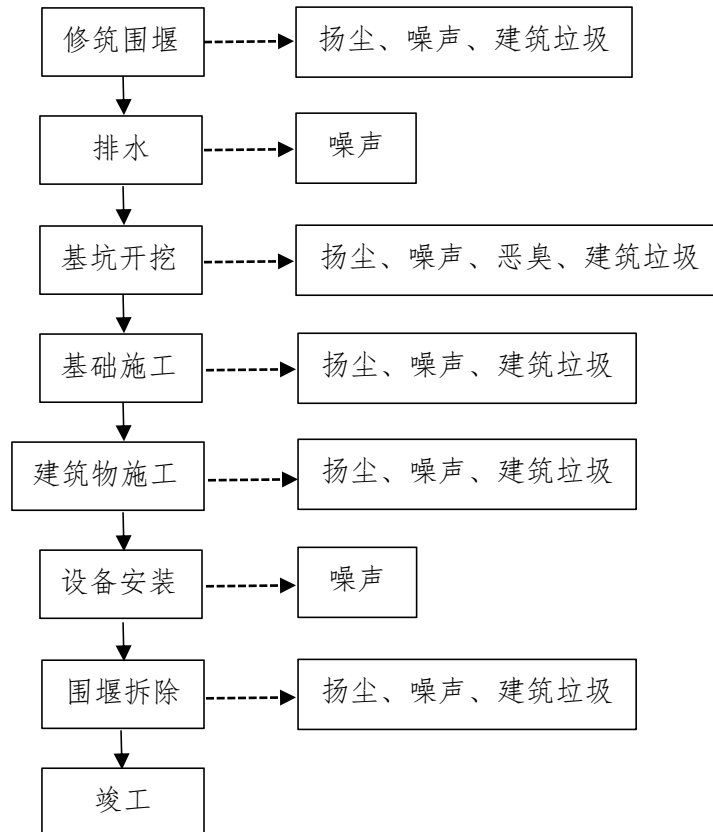 修筑围堰
扬尘、噪声、建筑垃圾
排水
噪声
基坑开挖
扬尘、噪声、恶臭、建筑垃圾
基础施工
扬尘、噪声、建筑垃圾
建筑物施工
扬尘、噪声、建筑垃圾
设备安装
噪声
围堰拆除
扬尘、噪声、建筑垃圾
竣工